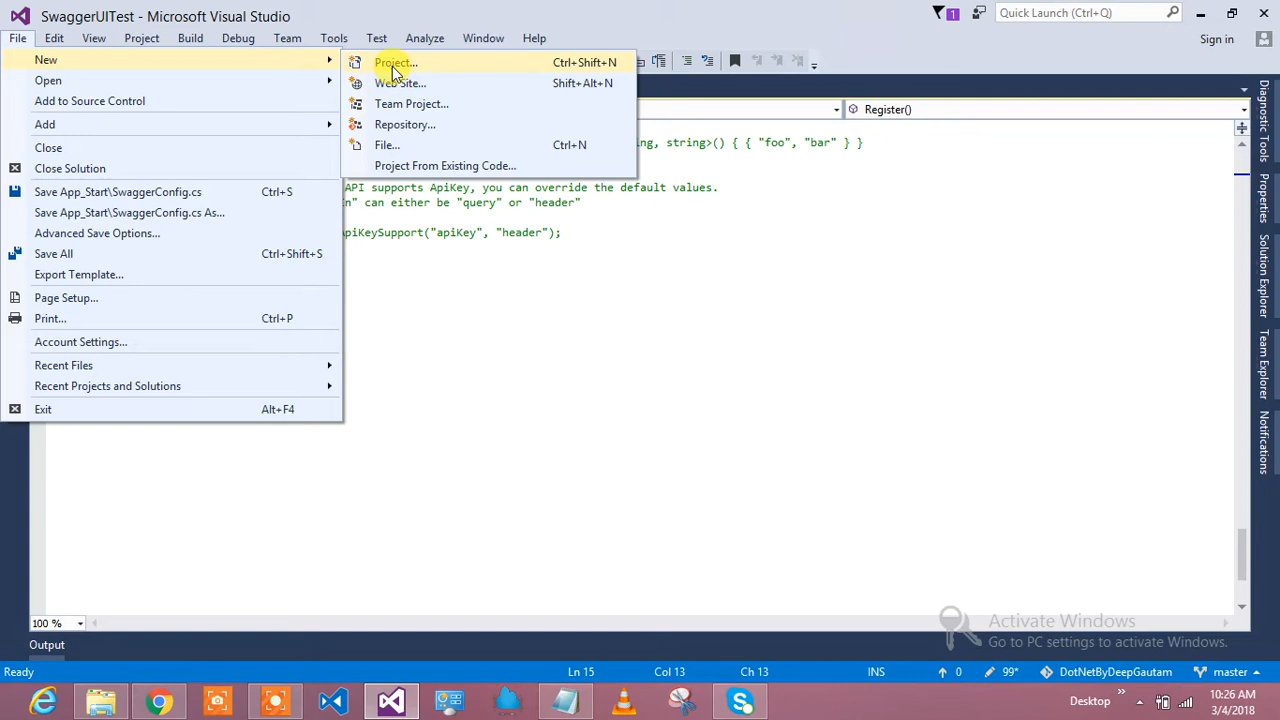 SwaggerUITest - Microsoft Visual Studio
1
Quick Launch (Ctrl+Q)
File Edit View Project Build Debug Team Tools Test Analyze Window Help
Sign in
New
Project... Ctrl+Shift+N
Open
Web Site... Shift+Alt+N
Add to Source Control
Team Project...
Register()
Add
Repository...
Close
File... Ctrl+N
ng, string>() { { "foo", "bar" } }
Close Solution
Project From Existing Code...
Save App_Start\SwaggerConfig.cs Ctrl+S
API supports ApiKey, you can override the default values.
Save App_Start\SwaggerConfig.cs As...
n" can either be "query" or "header"
Advanced Save Options...
piKeySupport("apiKey", "header");
Save All Ctrl+Shift+S
Export Template...
Page Setup...
Print... Ctrl+P
Account Settings...
Recent Files
Recent Projects and Solutions
Exit Alt+F4
Diagnostic Tools
Properties
Solution Explorer
Test Explorer
100 %
Activate Windows
Go to PC settings to activate Windows.
Output
Ready Ln 15 Col 13 Ch 13 INS 0 99* DotNetByDeepGautam master
Desktop
10:26 AM
3/4/2018